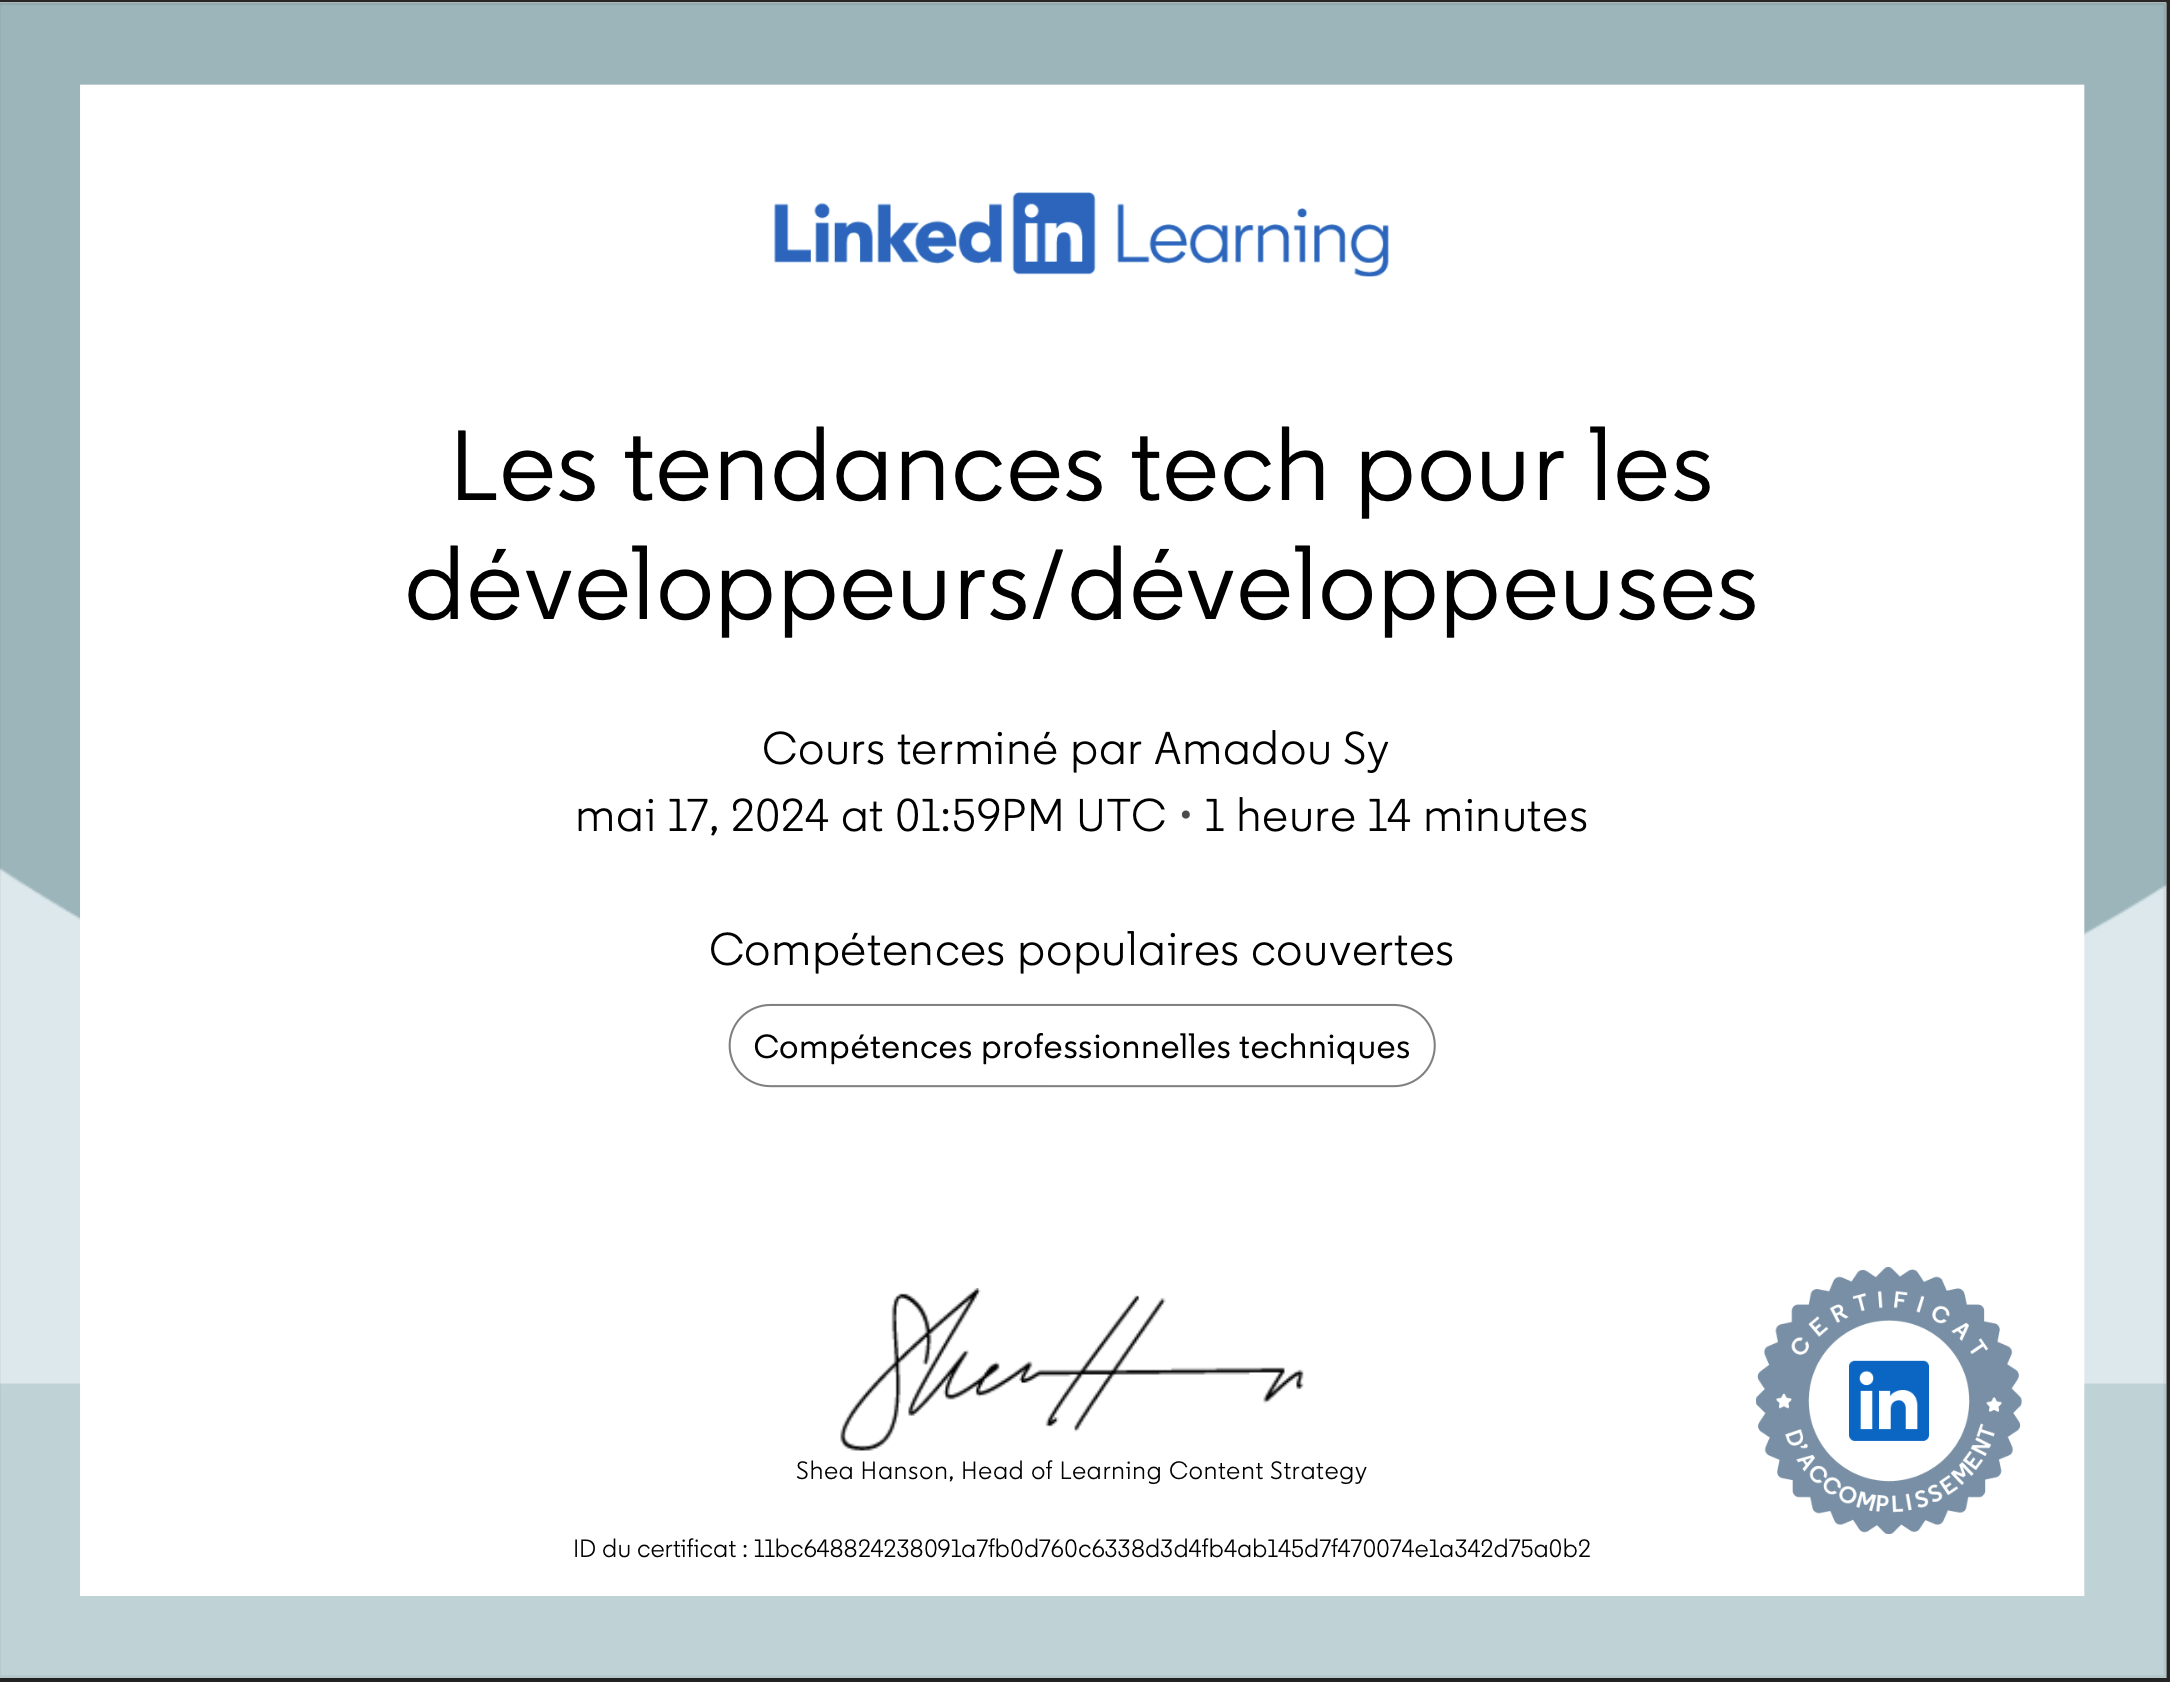 Linked in Learning
Les tendances tech pour les
développeurs/développeuses
Cours terminé par Amadou Sy
mai 17, 2024 at 01:59PM UTC • 1 heure 14 minutes
Compétences populaires couvertes
Compétences professionnelles techniques
Shea Hanson, Head of Learning Content Strategy
ID du certificat : 11bc648824238091a7fb0d760c6338d3d4fb4ab145d7f470074e1a342d75a0b2
CERTIFICAT
in
D'ACCOMPLISSEMENT